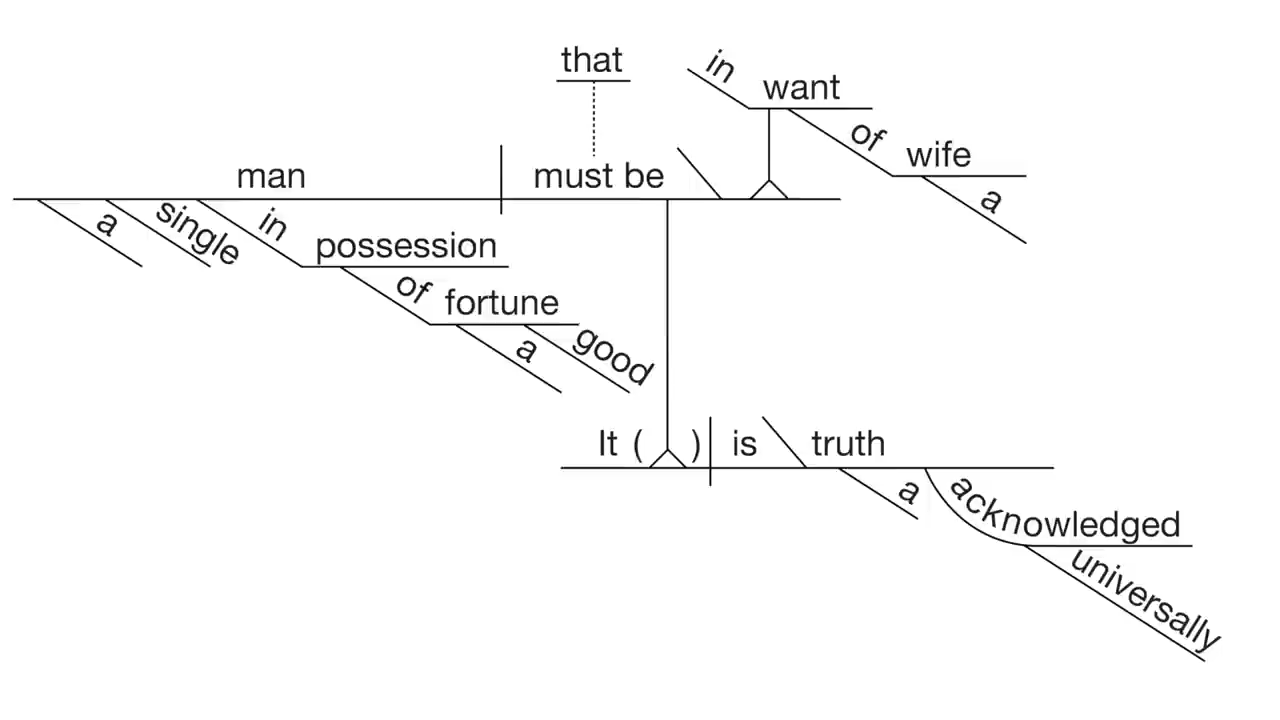 that
in want
of wife
a
man must be
a single in possession
of fortune
a good
It ( ) is truth
a acknowledged
universally